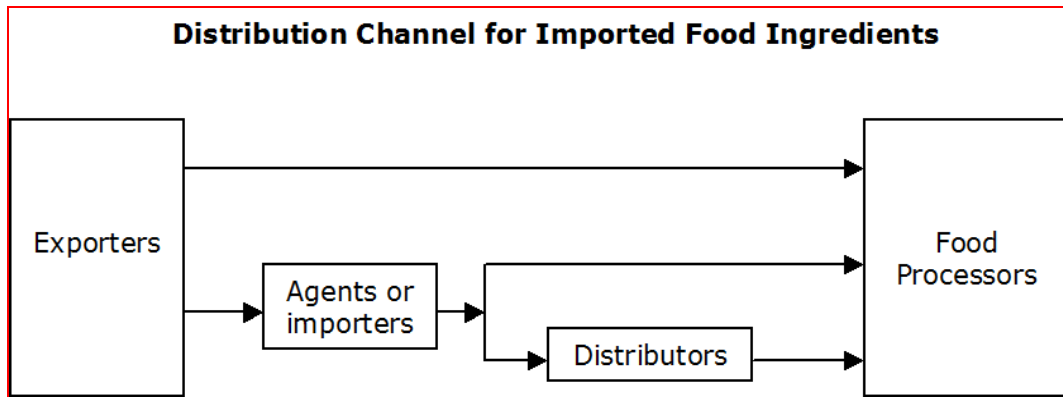 Distribution Channel for Imported Food Ingredients
Exporters
Agents or
importers
Distributors
Food
Processors